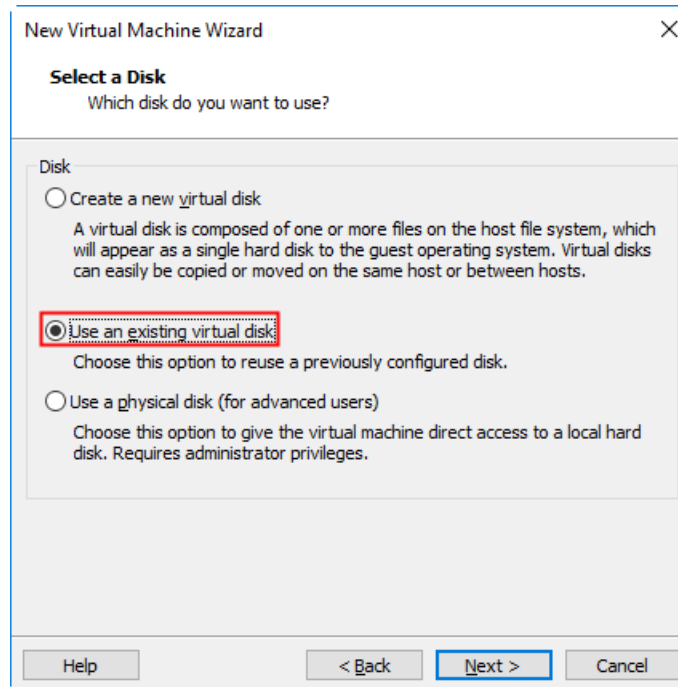 New Virtual Machine Wizard
Select a Disk
Which disk do you want to use?
Disk
Create a new virtual disk
A virtual disk is composed of one or more files on the host file system, which
will appear as a single hard disk to the guest operating system. Virtual disks
can easily be copied or moved on the same host or between hosts.
Use an existing virtual disk
Choose this option to reuse a previously configured disk.
Use a physical disk (for advanced users)
Choose this option to give the virtual machine direct access to a local hard
disk. Requires administrator privileges.
Help < Back Next > Cancel